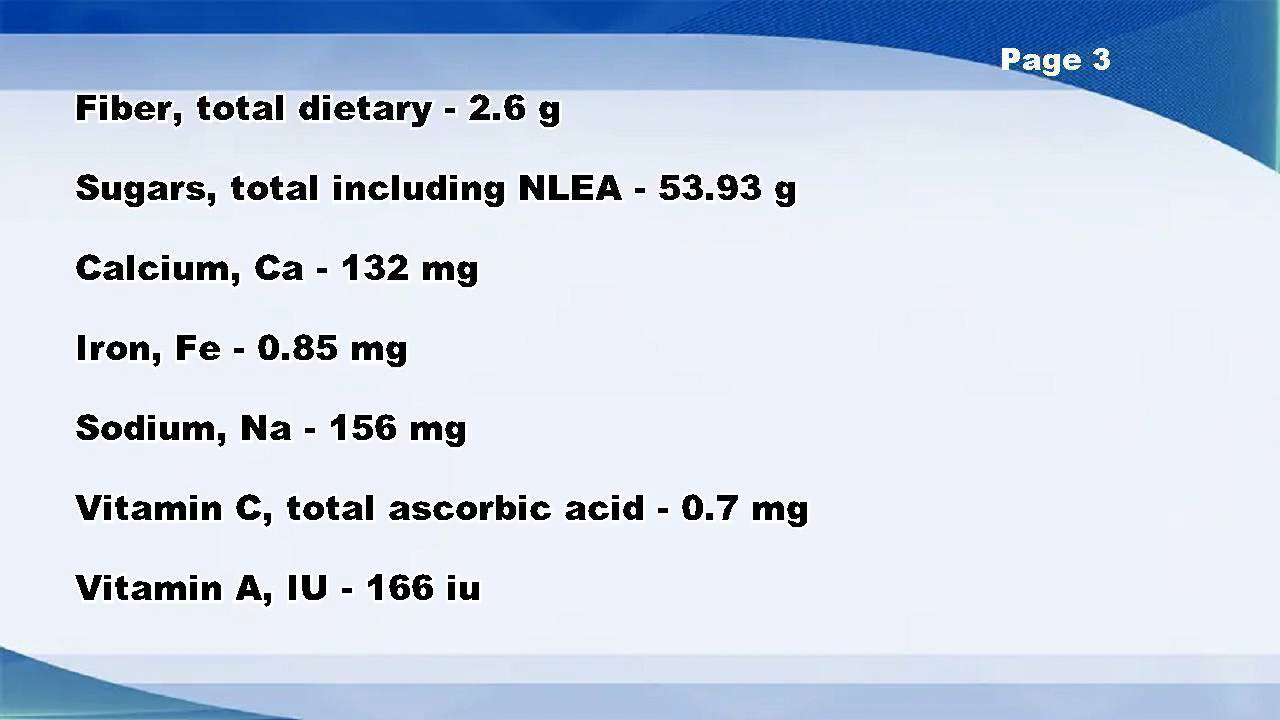 Page 3
Fiber, total dietary - 2.6 g
Sugars, total including NLEA - 53.93 g
Calcium, Ca - 132 mg
Iron, Fe - 0.85 mg
Sodium, Na - 156 mg
Vitamin C, total ascorbic acid - 0.7 mg
Vitamin A, IU - 166 iu